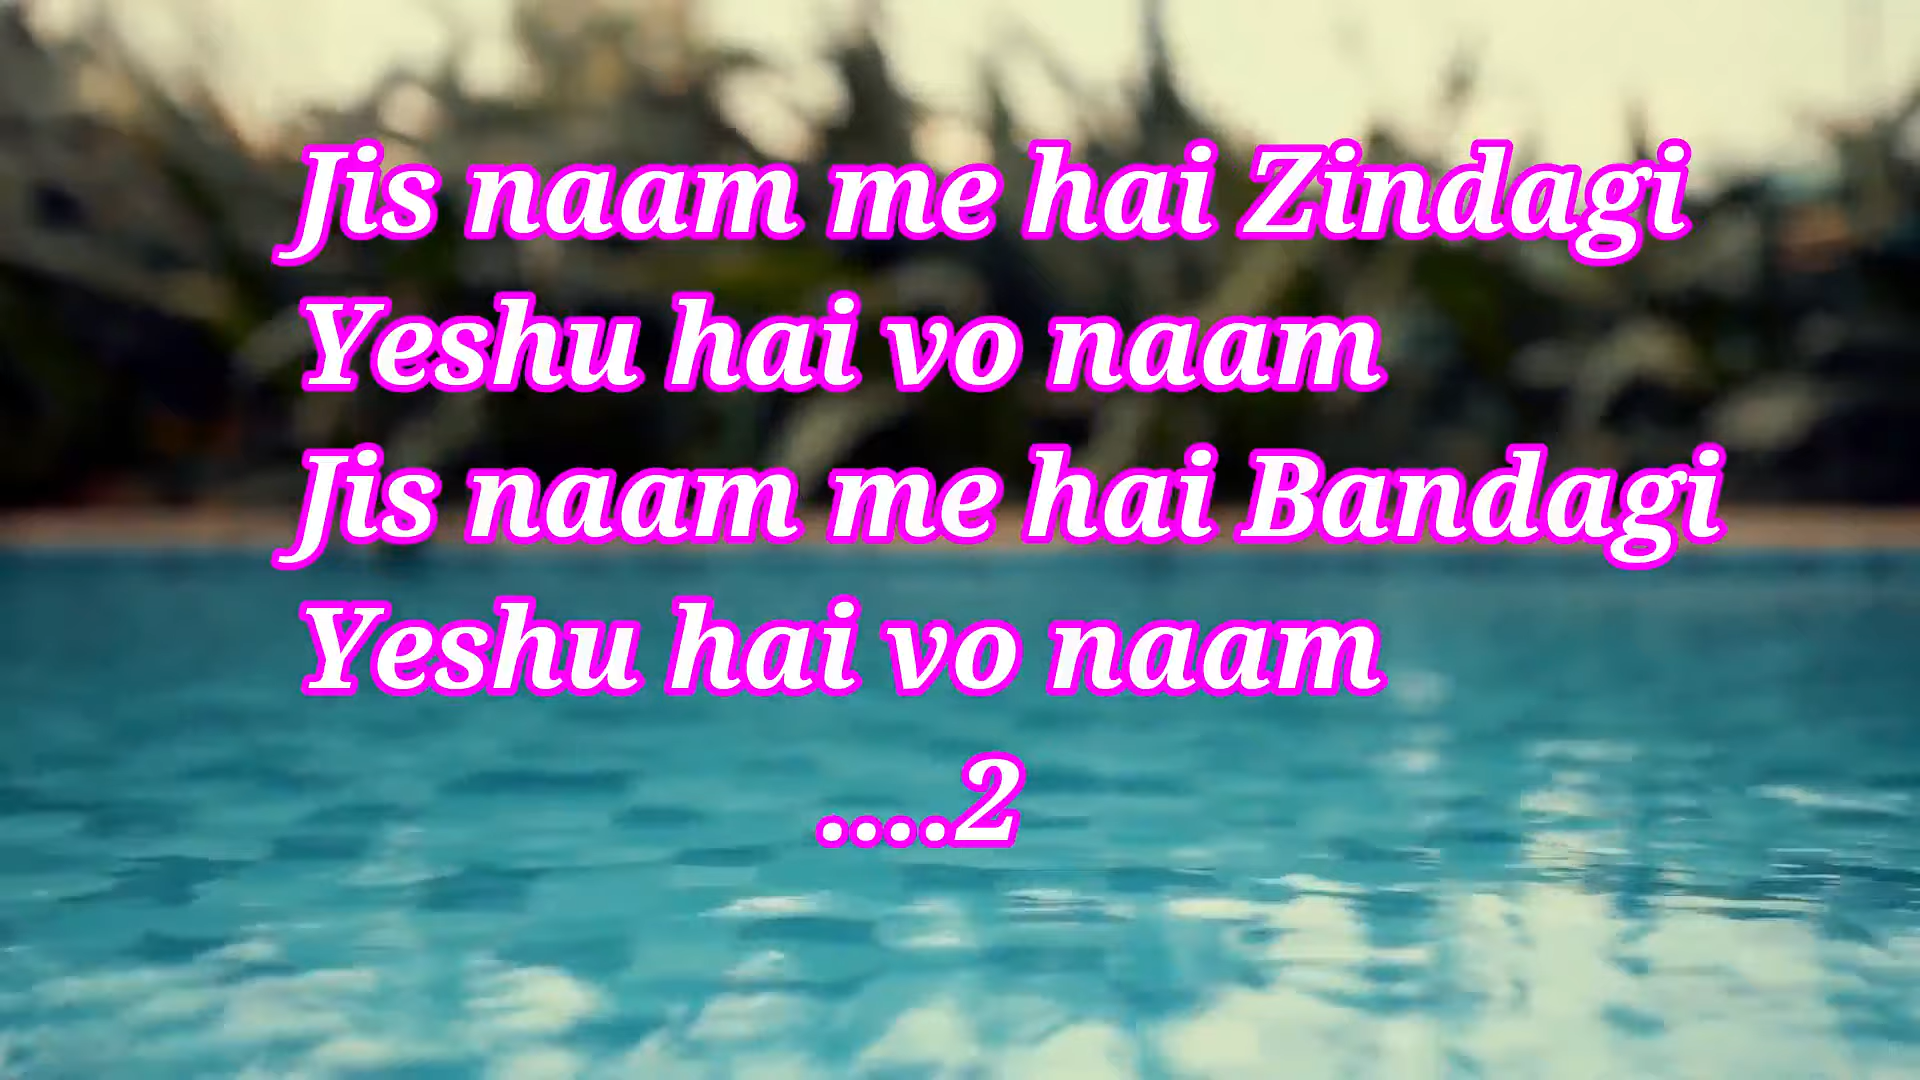 Jis naam me hai Zindagi
Yeshu hai vo naam
Jis naam me hai Bandagi
Yeshu hai vo naam
....2